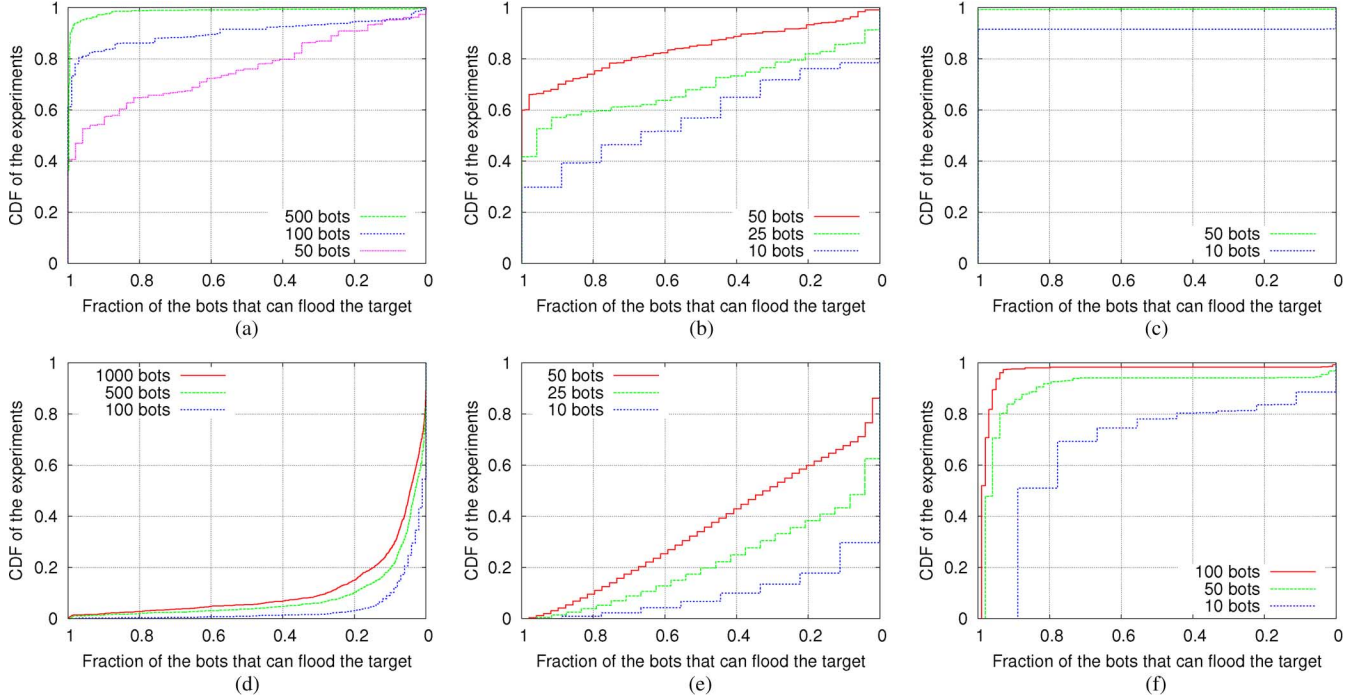 1
0.8
0.6
0.4
0.2
0
CDF of the experiments
500 bots
100 bots
50 bots
1 0.8 0.6 0.4 0.2 0
Fraction of the bots that can flood the target
(a)
1
0.8
0.6
0.4
0.2
0
CDF of the experiments
50 bots
25 bots
10 bots
1 0.8 0.6 0.4 0.2 0
Fraction of the bots that can flood the target
(b)
1
0.8
0.6
0.4
0.2
0
CDF of the experiments
50 bots
10 bots
1 0.8 0.6 0.4 0.2 0
Fraction of the bots that can flood the target
(c)
1
0.8
0.6
0.4
0.2
0
CDF of the experiments
1000 bots
500 bots
100 bots
1 0.8 0.6 0.4 0.2 0
Fraction of the bots that can flood the target
(d)
1
0.8
0.6
0.4
0.2
0
CDF of the experiments
50 bots
25 bots
10 bots
1 0.8 0.6 0.4 0.2 0
Fraction of the bots that can flood the target
(e)
1
0.8
0.6
0.4
0.2
0
CDF of the experiments
100 bots
50 bots
10 bots
1 0.8 0.6 0.4 0.2 0
Fraction of the bots that can flood the target
(f)